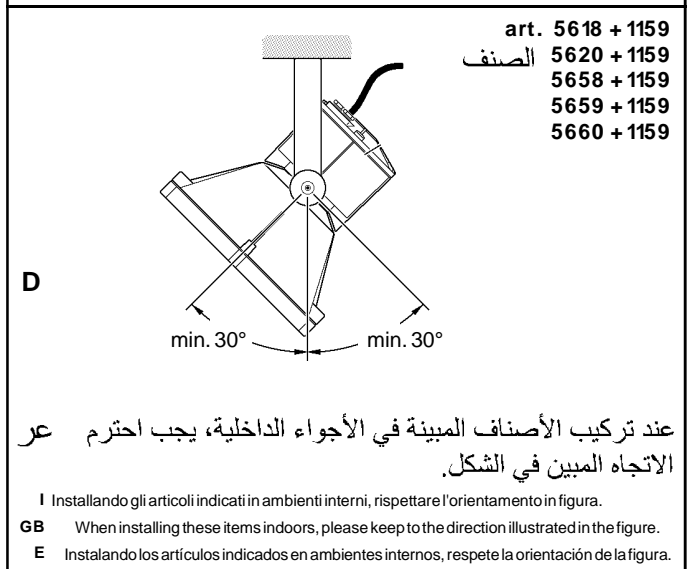 art. 5618 + 1159
الصنف 5620 + 1159
5658 + 1159
5659 + 1159
5660 + 1159
D
min. 30° min. 30°
عر عند تركيب الأصناف المبينة في الأجواء الداخلية، يجب احترم
الاتجاه المبين في الشكل.
I Installando gli articoli indicati in ambienti interni, rispettare l'orientamento in figura.
GB When installing these items indoors, please keep to the direction illustrated in the figure.
E Instalando los artículos indicados en ambientes internos, respete la orientación de la figura.